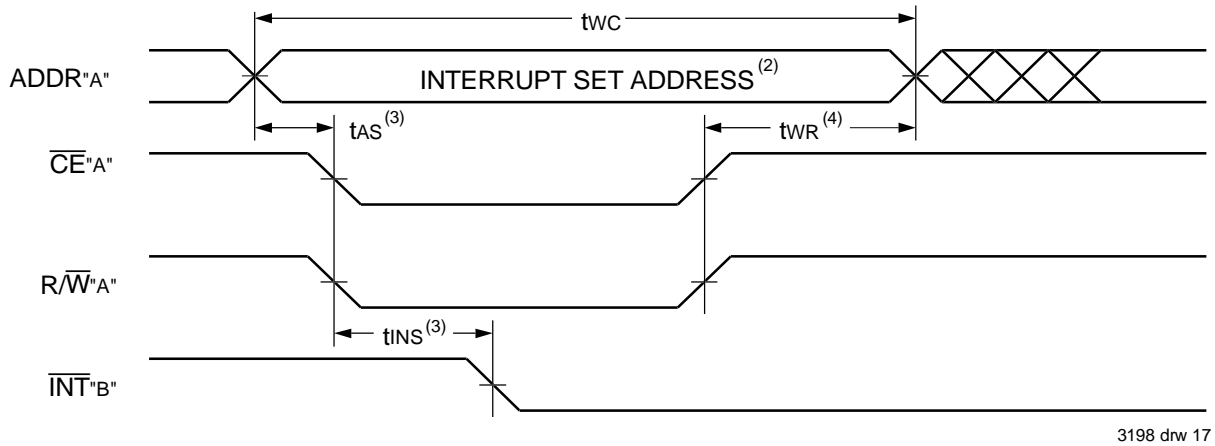 tWC
ADDR"A"
INTERRUPT SET ADDRESS(2)
tAS(3)
tWR(4)
CE"A"
R/W"A"
tINS(3)
INT"B"
3198 drw 17